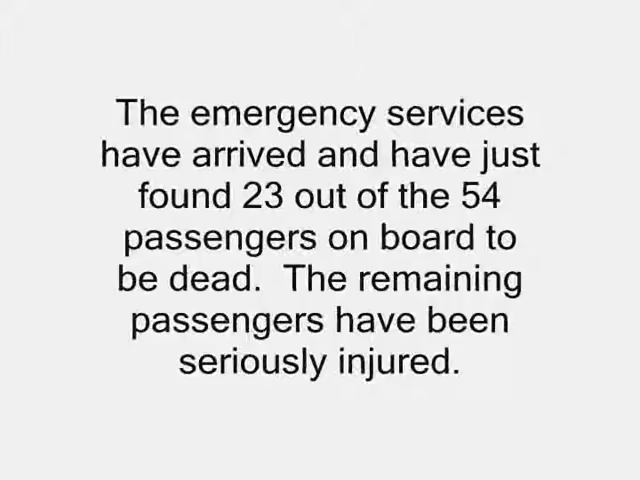 The emergency services
have arrived and have just
found 23 out of the 54
passengers on board to
be dead.  The remaining
passengers have been
seriously injured.